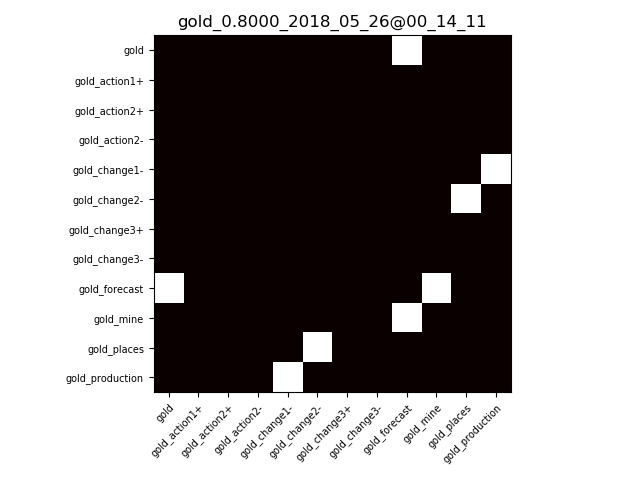 gold_0.8000_2018_05_26@00_14_11
gold
gold_action1+
gold_action2+
gold_action2-
gold_change1-
gold_change2-
gold_change3+
gold_change3-
gold_forecast
gold_mine
gold_places
gold_production
gold
gold_action1+
gold_action2+
gold_action2-
gold_change1-
gold_change2-
gold_change3+
gold_change3-
gold_forecast
gold_mine
gold_places
gold_production